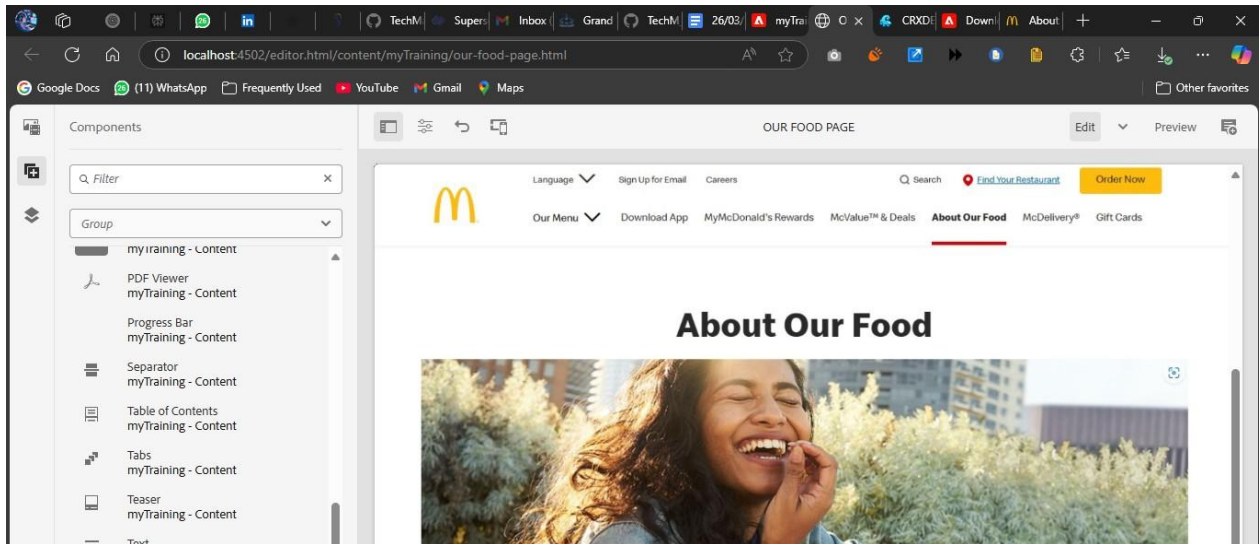 TechM
Supers
Inbox (
Grand
TechM
26/03/
myTrai
O
CRXDE
Downl
About
localhost:4502/editor.html/content/myTraining/our-food-page.html
Google Docs
(11) WhatsApp
Frequently Used
YouTube
Gmail
Maps
Other favorites
Components
OUR FOOD PAGE
Edit
Preview
Filter
Group
myTraining - Content
PDF Viewer
myTraining - Content
Progress Bar
myTraining - Content
Separator
myTraining - Content
Table of Contents
myTraining - Content
Tabs
myTraining - Content
Teaser
myTraining - Content
Text
Language
Sign Up for Email
Careers
Search
Find Your Restaurant
Order Now
Our Menu
Download App
MyMcDonald's Rewards
McValue™ & Deals
About Our Food
McDelivery®
Gift Cards
About Our Food